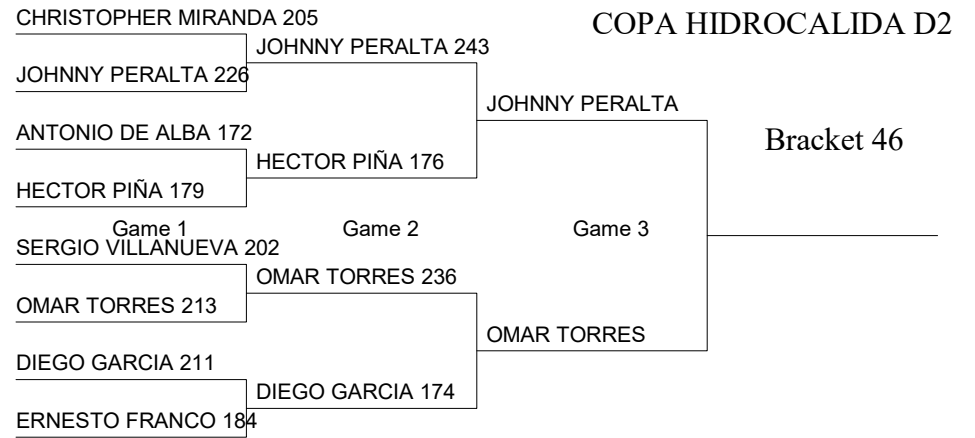 CHRISTOPHER MIRANDA 205
COPA HIDROCALIDA D2
JOHNNY PERALTA 243
JOHNNY PERALTA 226
JOHNNY PERALTA
ANTONIO DE ALBA 172
Bracket 46
HECTOR PIÑA 176
HECTOR PIÑA 179
Game 1
Game 2
Game 3
SERGIO VILLANUEVA 202
OMAR TORRES 236
OMAR TORRES 213
OMAR TORRES
DIEGO GARCIA 211
DIEGO GARCIA 174
ERNESTO FRANCO 184